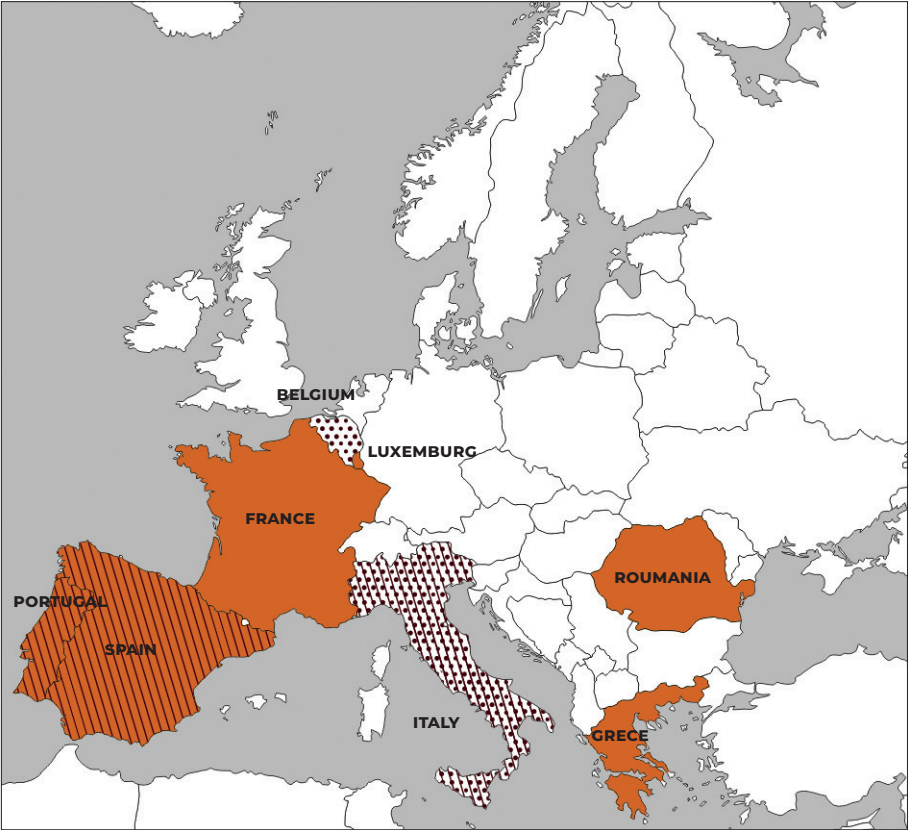 BELGIUM
LUXEMBURG
FRANCE
ROUMANIA
PORTUGAL
SPAIN
ITALY
GRECE